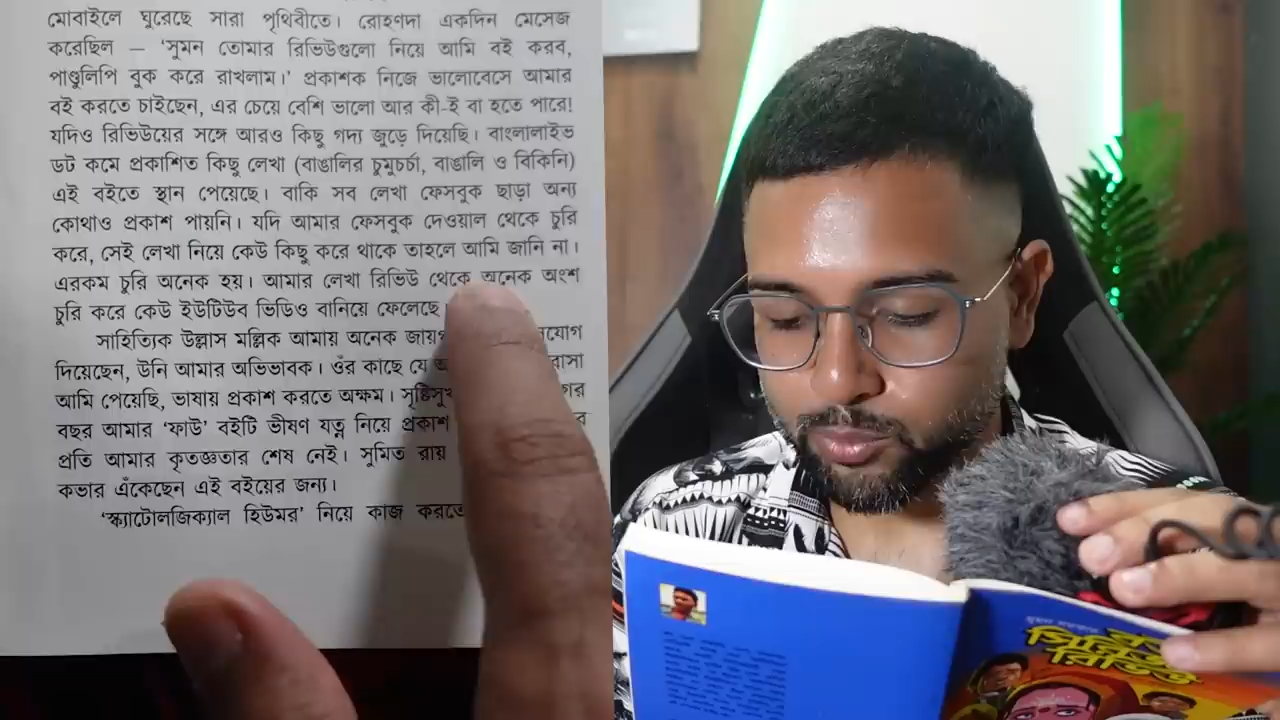 মোবাইলে ঘুরেছে সারা পৃথিবীতে। রোহণদা একদিন মেসেজ
করেছিল – ‘সুমন তোমার রিভিউগুলো নিয়ে আমি বই করব,
পাণ্ডুলিপি বুক করে রাখলাম।’ প্রকাশক নিজে ভালোবেসে আমার
বই করতে চাইছেন, এর চেয়ে বেশি ভালো আর কী-ই বা হতে পারে!
যদিও রিভিউয়ের সঙ্গে আরও কিছু গদ্য জুড়ে দিয়েছি। বাংলালাইভ
ডট কমে প্রকাশিত কিছু লেখা (বাঙালির চুমুচর্চা, বাঙালি ও বিকিনি)
এই বইতে স্থান পেয়েছে। বাকি সব লেখা ফেসবুক ছাড়া অন্য
কোথাও প্রকাশ পায়নি। যদি আমার ফেসবুক দেওয়াল থেকে চুরি
করে, সেই লেখা নিয়ে কেউ কিছু করে থাকে তাহলে আমি জানি না।
এরকম চুরি অনেক হয়। আমার লেখা রিভিউ থেকে অনেক অংশ
চুরি করে কেউ ইউটিউব ভিডিও বানিয়ে ফেলেছে।
সাহিত্যিক উল্লাস মল্লিক আমায় অনেক
দিয়েছেন, উনি আমার অভিভাবক। ওঁর কাছে যে
আমি পেয়েছি, ভাষায় প্রকাশ করতে অক্ষম।
বছর আমার ‘ফাউ’ বইটি ভীষণ যত্ন নিয়ে প্রকাশ
প্রতি আমার কৃতজ্ঞতার শেষ নেই। সুমিত রায়
কভার এঁকেছেন এই বইয়ের জন্য।
‘স্ক্যাটোলজিক্যাল হিউমর’ নিয়ে কাজ করতে
রিভিউ